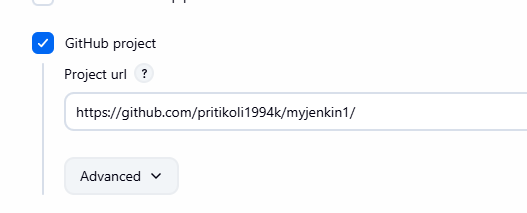 GitHub project
Project url ?
https://github.com/pritikoli1994k/myjenkin1/
Advanced